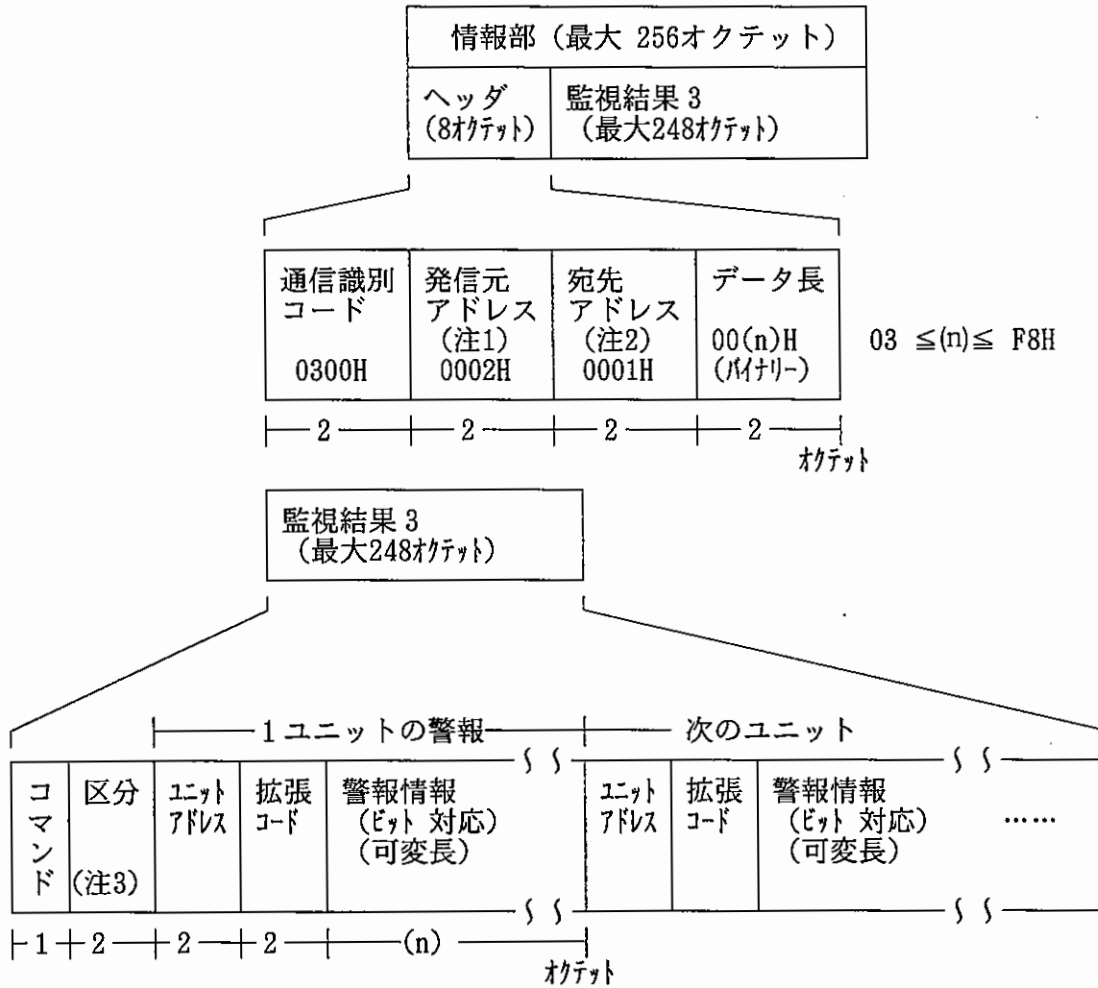 情報部（最大 256オクテット）
ヘッダ
(8オクテット)
監視結果3
（最大248オクテット）
通信識別
コード
0300H
発信元
アドレス
(注1)
0002H
宛先
アドレス
(注2)
0001H
データ長
00(n)H
(バイナリー)
03 ≦(n)≦ F8H
2
2
2
2
オクテット
監視結果3
（最大248オクテット）
1ユニットの警報
次のユニット
コマンド
区分
(注3)
ユニット
アドレス
拡張
コード
警報情報
(ビット 対応)
(可変長)
ユニット
アドレス
拡張
コード
警報情報
(ビット 対応)
(可変長)
……
1
2
2
2
(n)
オクテット